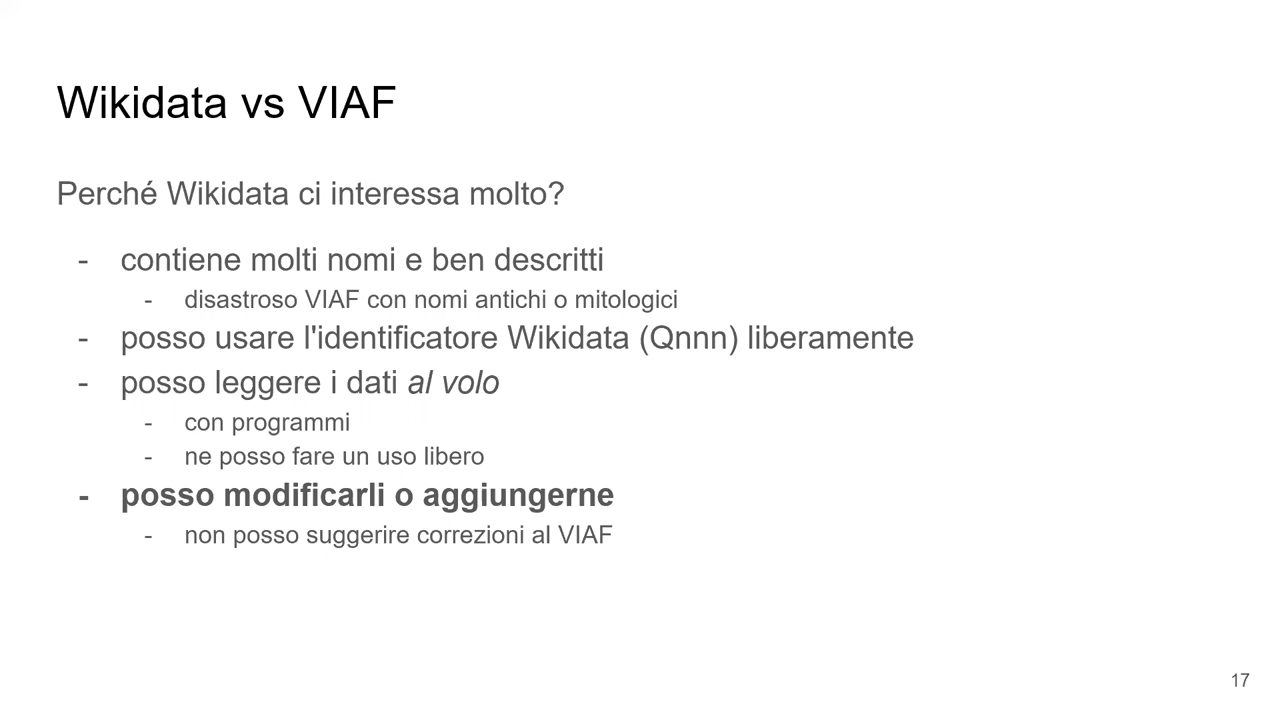 Wikidata vs VIAF
Perché Wikidata ci interessa molto?
- contiene molti nomi e ben descritti
- disastroso VIAF con nomi antichi o mitologici
- posso usare l'identificatore Wikidata (Qnnn) liberamente
- posso leggere i dati al volo
- con programmi
- ne posso fare un uso libero
- posso modificarli o aggiungerne
- non posso suggerire correzioni al VIAF
17